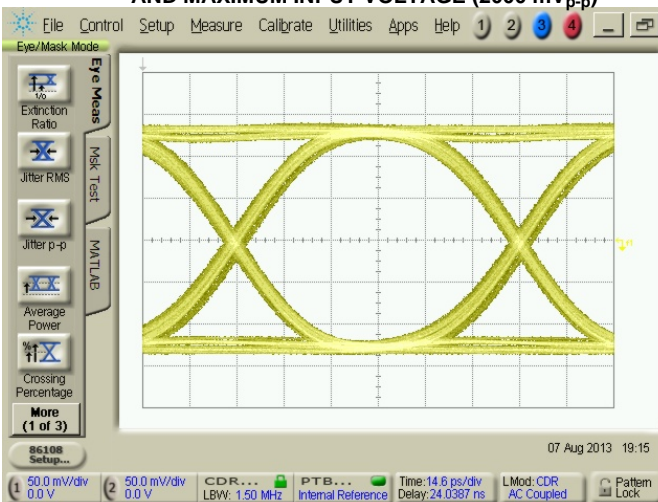 AND MAXIMUM INPUT VOLTAGE (2000 mVp-p)
File Control Setup Measure Calibrate Utilities Apps Help 1 2 3 4
Eye/Mask Mode
Eye Meas
Msk Test
MATLAB
1/0
Extinction
Ratio
Jitter RMS
Jitter p-p
Average
Power
%
Crossing
Percentage
More
(1 of 3)
86108
Setup...
07 Aug 2013 19:15
1 50.0 mV/div
0.0 V
2 50.0 mV/div
0.0 V
CDR...
LBW: 1.50 MHz
PTB...
Internal Reference
Time:14.6 ps/div
Delay:24.0387 ns
LMod: CDR
AC Coupled
Pattern
Lock